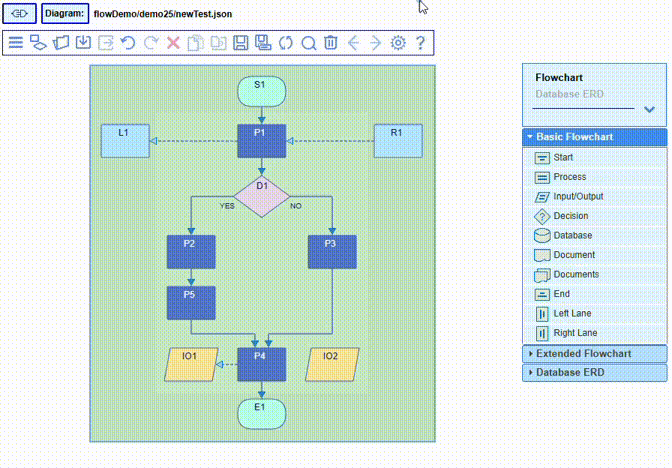 Diagram: flowDemo/demo25/newTest.json
Flowchart
Database ERD
Basic Flowchart
Start
Process
Input/Output
Decision
Database
Document
Documents
End
Left Lane
Right Lane
Extended Flowchart
Database ERD
S1
L1
P1
R1
D1
YES
NO
P2
P3
P5
IO1
P4
IO2
E1